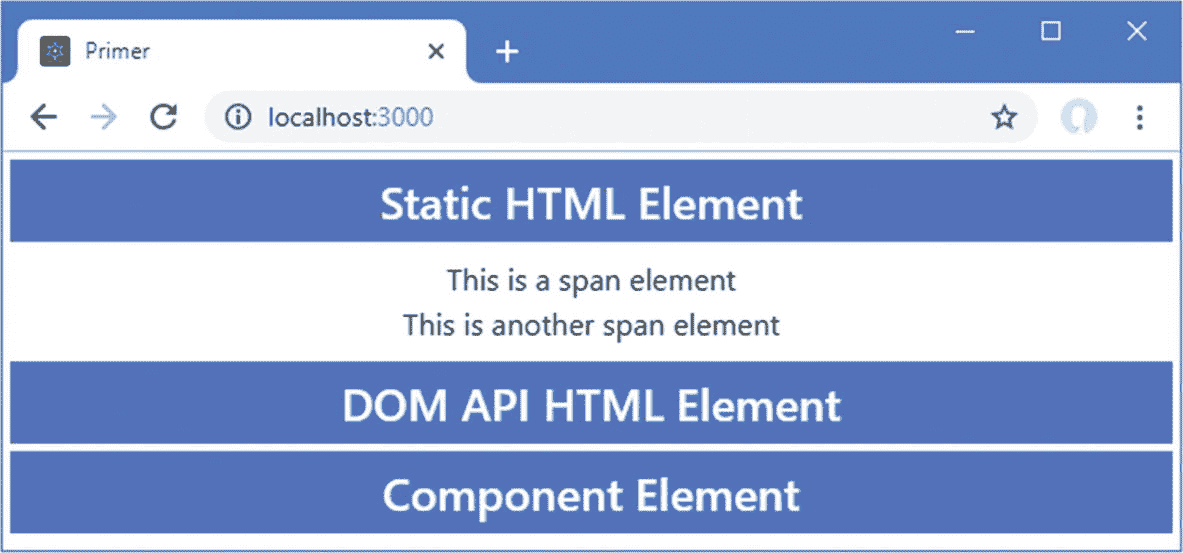 Primer
localhost:3000
Static HTML Element
This is a span element
This is another span element
DOM API HTML Element
Component Element